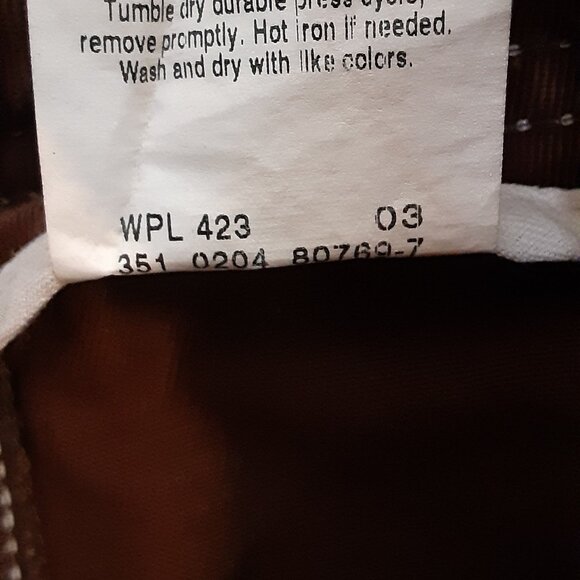 Tumble dry durable press cycle,
remove promptly. Hot iron if needed.
Wash and dry with like colors.
WPL 423 03
351 0204 80769-7